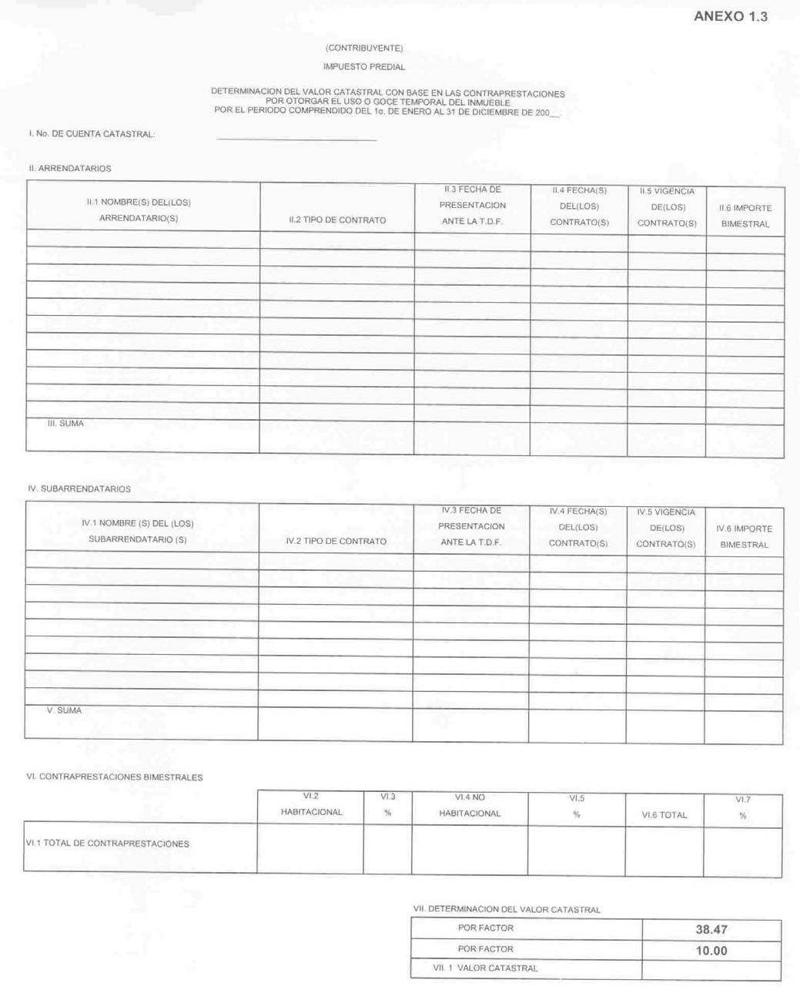 ANEXO 1.3
(CONTRIBUYENTE)
IMPUESTO PREDIAL
DETERMINACION DEL VALOR CATASTRAL CON BASE EN LAS CONTRAPRESTACIONES
POR OTORGAR EL USO O GOCE TEMPORAL DEL INMUEBLE
POR EL PERIODO COMPRENDIDO DEL 1o. DE ENERO AL 31 DE DICIEMBRE DE 200__
I. No. DE CUENTA CATASTRAL:
II. ARRENDATARIOS
II.1 NOMBRE(S) DEL(LOS)
ARRENDATARIO(S)
II.2 TIPO DE CONTRATO
II.3 FECHA DE
PRESENTACION
ANTE LA T.D.F.
II.4 FECHA(S)
DEL(LOS)
CONTRATO(S)
II.5 VIGENCIA
DE(LOS)
CONTRATO(S)
II.6 IMPORTE
BIMESTRAL
III. SUMA
IV. SUBARRENDATARIOS
IV.1 NOMBRE (S) DEL (LOS)
SUBARRENDATARIO (S)
IV.2 TIPO DE CONTRATO
IV.3 FECHA DE
PRESENTACION
ANTE LA T.D.F.
IV.4 FECHA(S)
DEL(LOS)
CONTRATO(S)
IV.5 VIGENCIA
DE(LOS)
CONTRATO(S)
IV.6 IMPORTE
BIMESTRAL
V. SUMA
VI. CONTRAPRESTACIONES BIMESTRALES
VI.2
HABITACIONAL
VI.3
%
VI.4 NO
HABITACIONAL
VI.5
%
VI.6 TOTAL
VI.7
%
VI.1 TOTAL DE CONTRAPRESTACIONES
VII. DETERMINACION DEL VALOR CATASTRAL
POR FACTOR 38.47
POR FACTOR 10.00
VII. 1 VALOR CATASTRAL